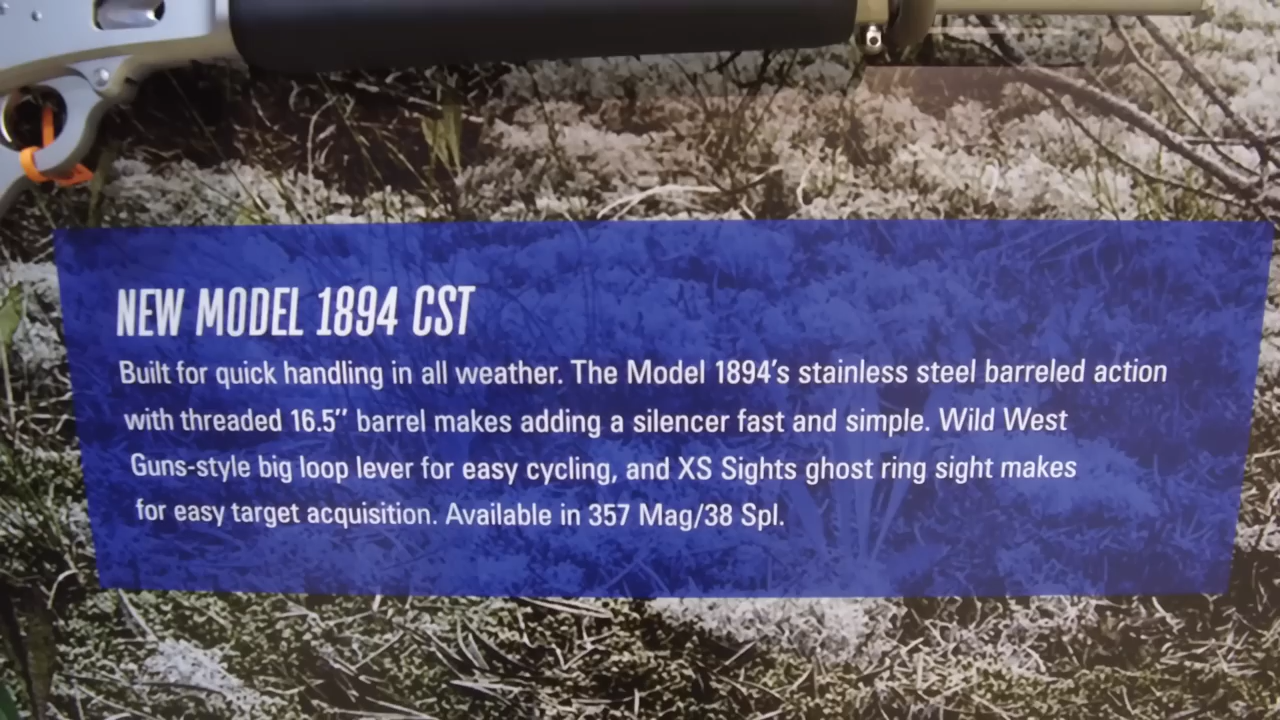 NEW MODEL 1894 CST
Built for quick handling in all weather. The Model 1894's stainless steel barreled action
with threaded 16.5" barrel makes adding a silencer fast and simple. Wild West
Guns-style big loop lever for easy cycling, and XS Sights ghost ring sight makes
for easy target acquisition. Available in 357 Mag/38 Spl.